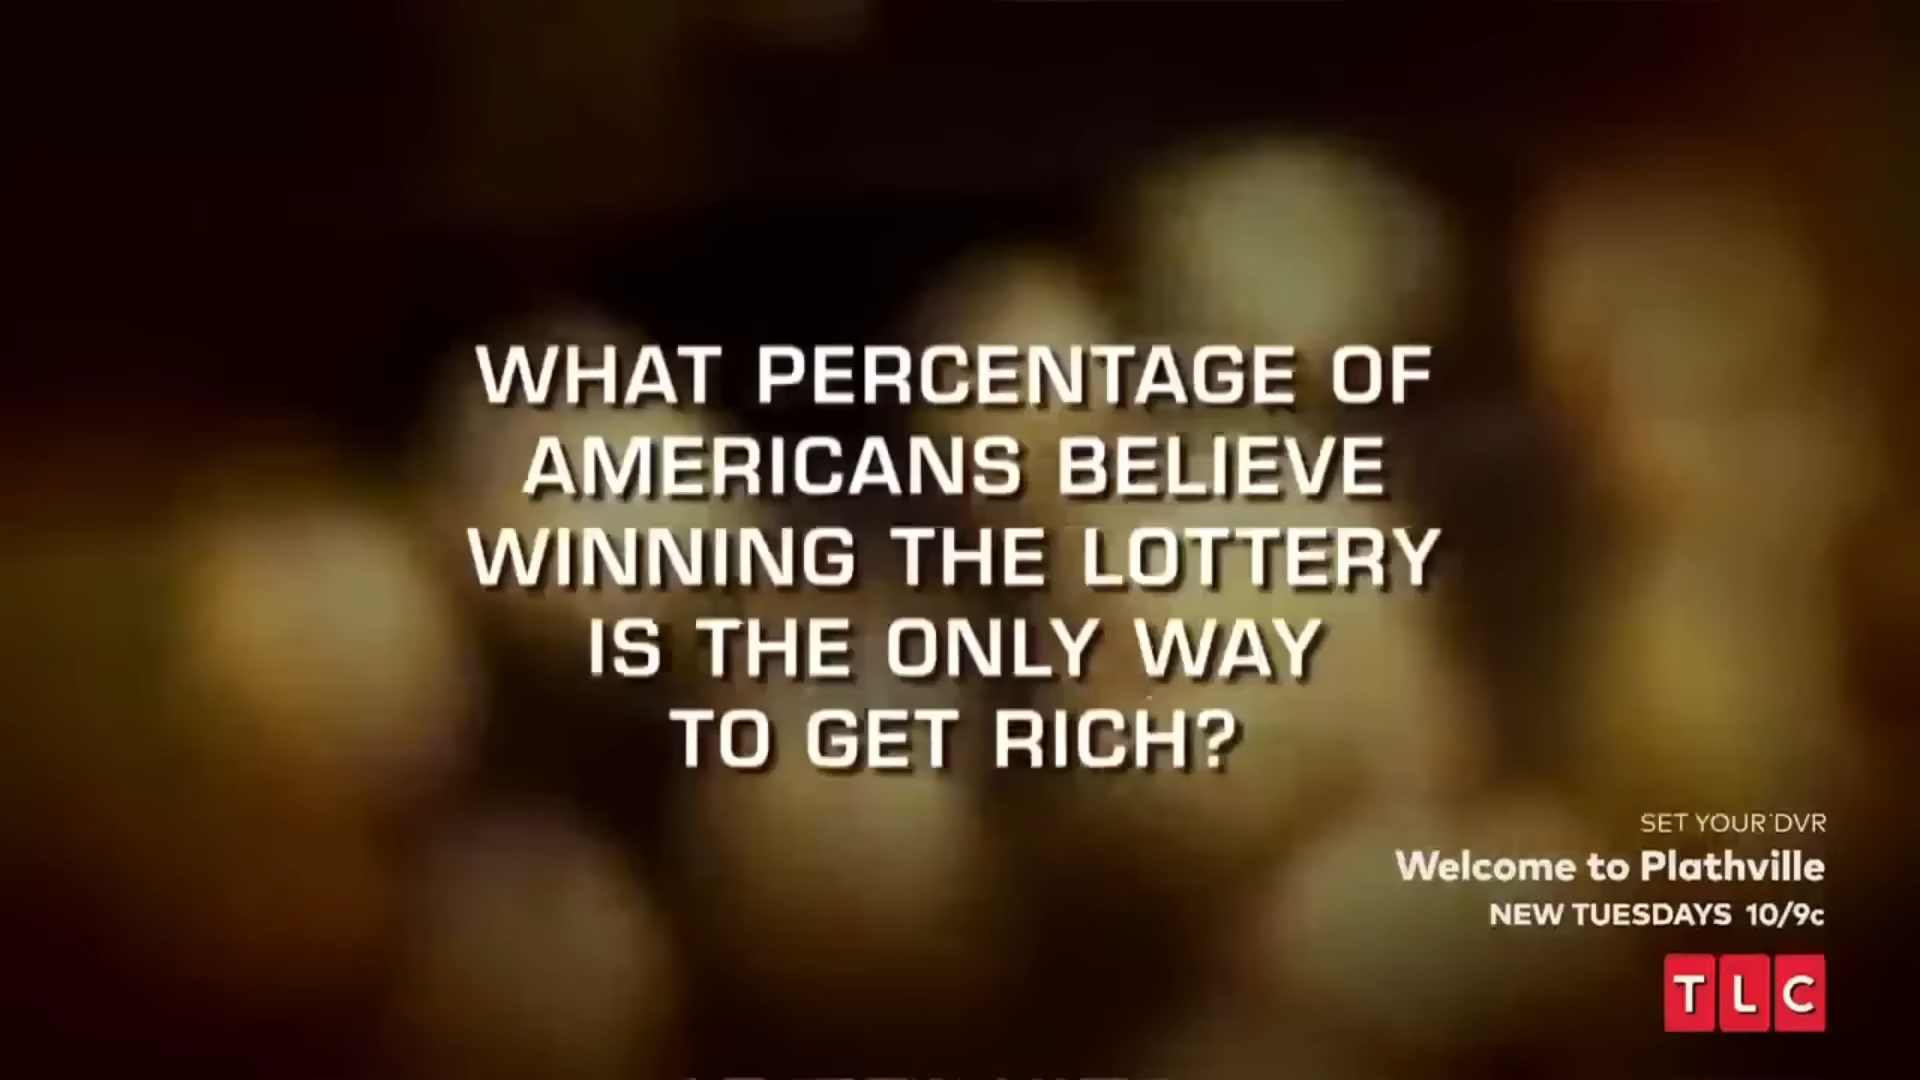 WHAT PERCENTAGE OF
AMERICANS BELIEVE
WINNING THE LOTTERY
IS THE ONLY WAY
TO GET RICH?
SET YOUR DVR
Welcome to Plathville
NEW TUESDAYS 10/9c
TLC